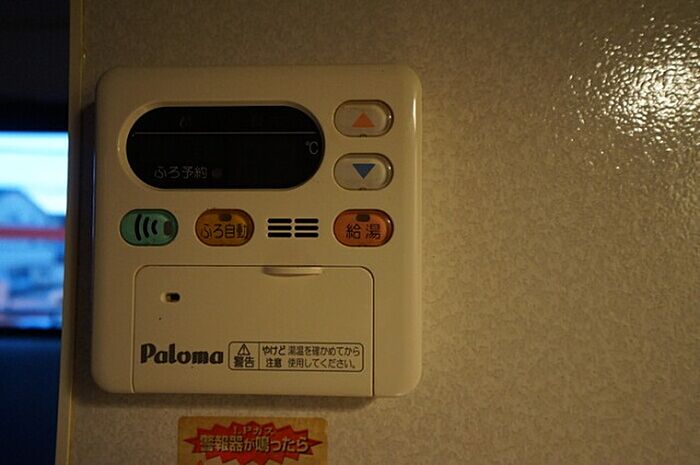 ℃
ふろ予約
ふろ自動
給湯
Paloma
警告
やけど注意
湯温を確かめてから
使用してください。
LPガス
警報器が鳴ったら